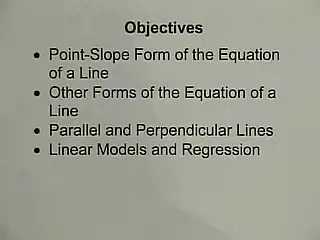 Objectives
• Point-Slope Form of the Equation
of a Line
• Other Forms of the Equation of a
Line
• Parallel and Perpendicular Lines
• Linear Models and Regression